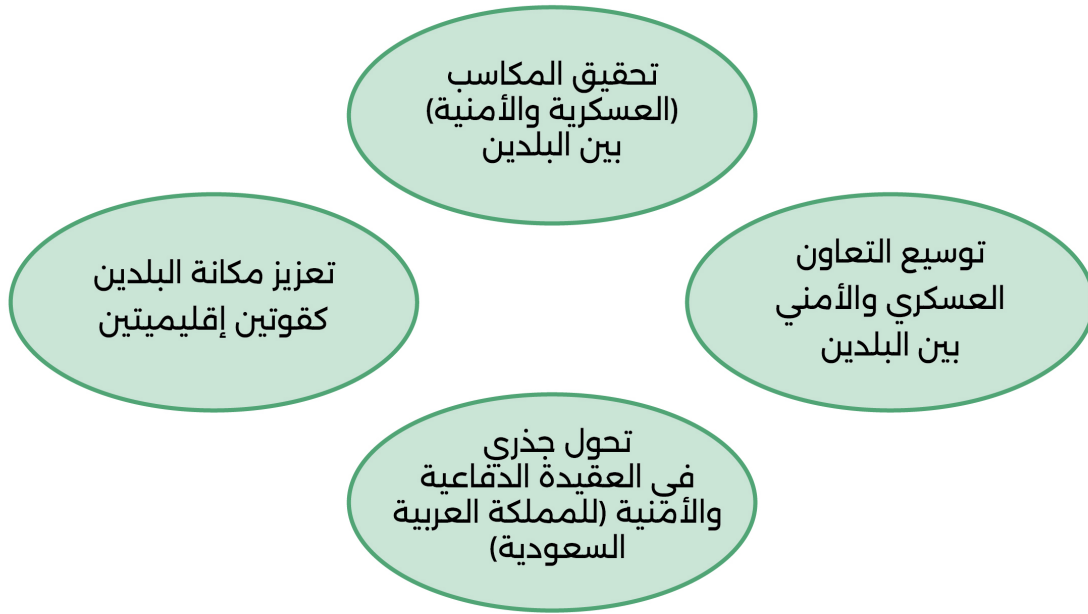 تحقيق المكاسب
(العسكرية والأمنية)
بين البلدين
توسيع التعاون
العسكري والأمني
بين البلدين
تعزيز مكانة البلدين
كقوتين إقليميتين
تحول جذري
في العقيدة الدفاعية
والأمنية (للمملكة العربية
السعودية)